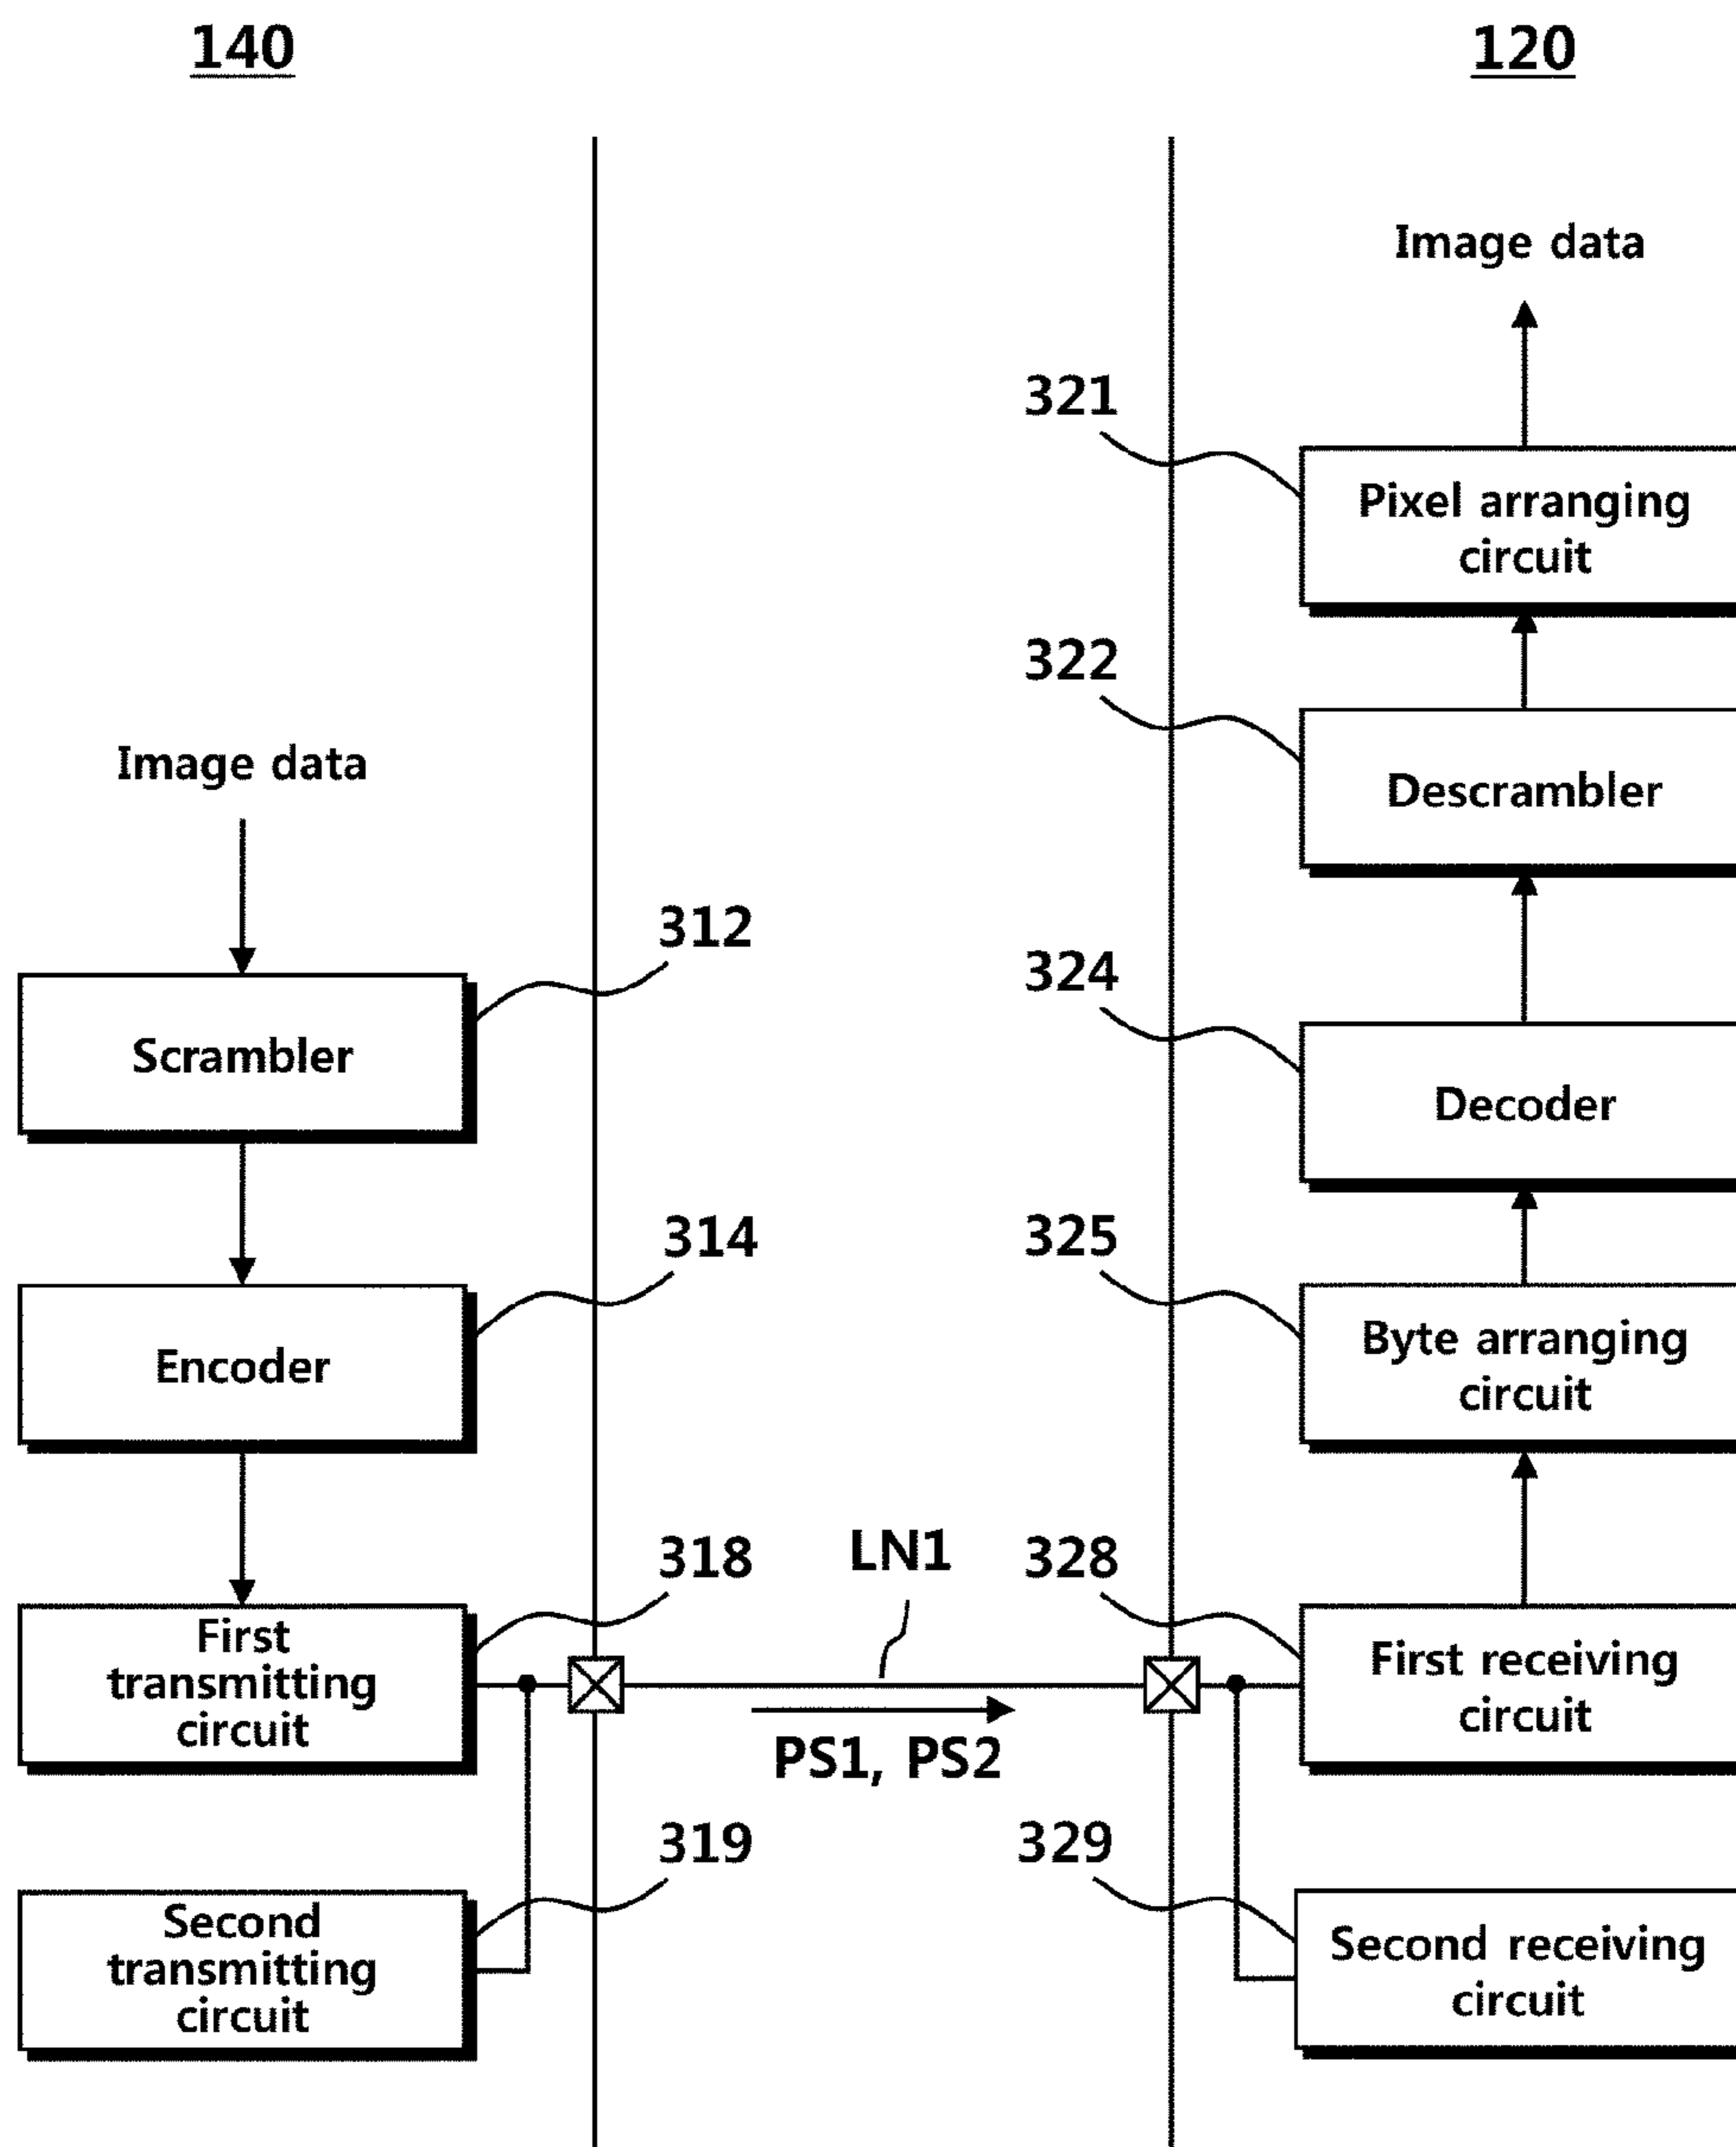 140
120
Image data
321
Pixel arranging
circuit
322
Descrambler
Image data
312
324
Scrambler
Decoder
314
325
Encoder
Byte arranging
circuit
318
LN1
328
First
transmitting
circuit
First receiving
circuit
PS1, PS2
319
329
Second
transmitting
circuit
Second receiving
circuit